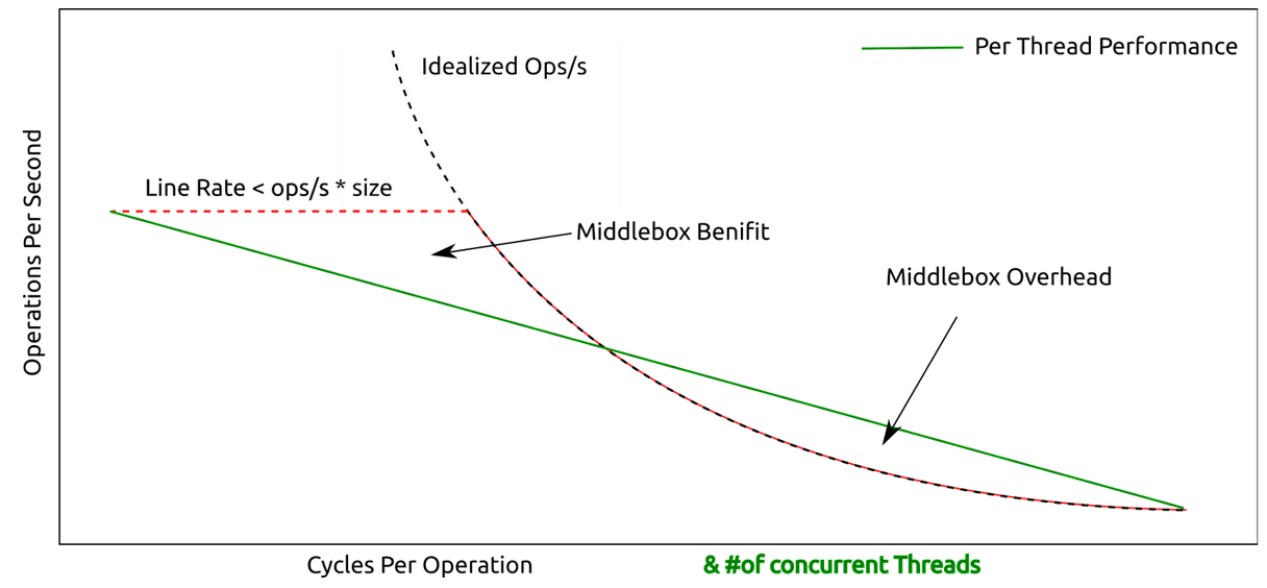 Idealized Ops/s
Per Thread Performance
Line Rate < ops/s * size
Middlebox Benifit
Middlebox Overhead
Operations Per Second
Cycles Per Operation
& #of concurrent Threads